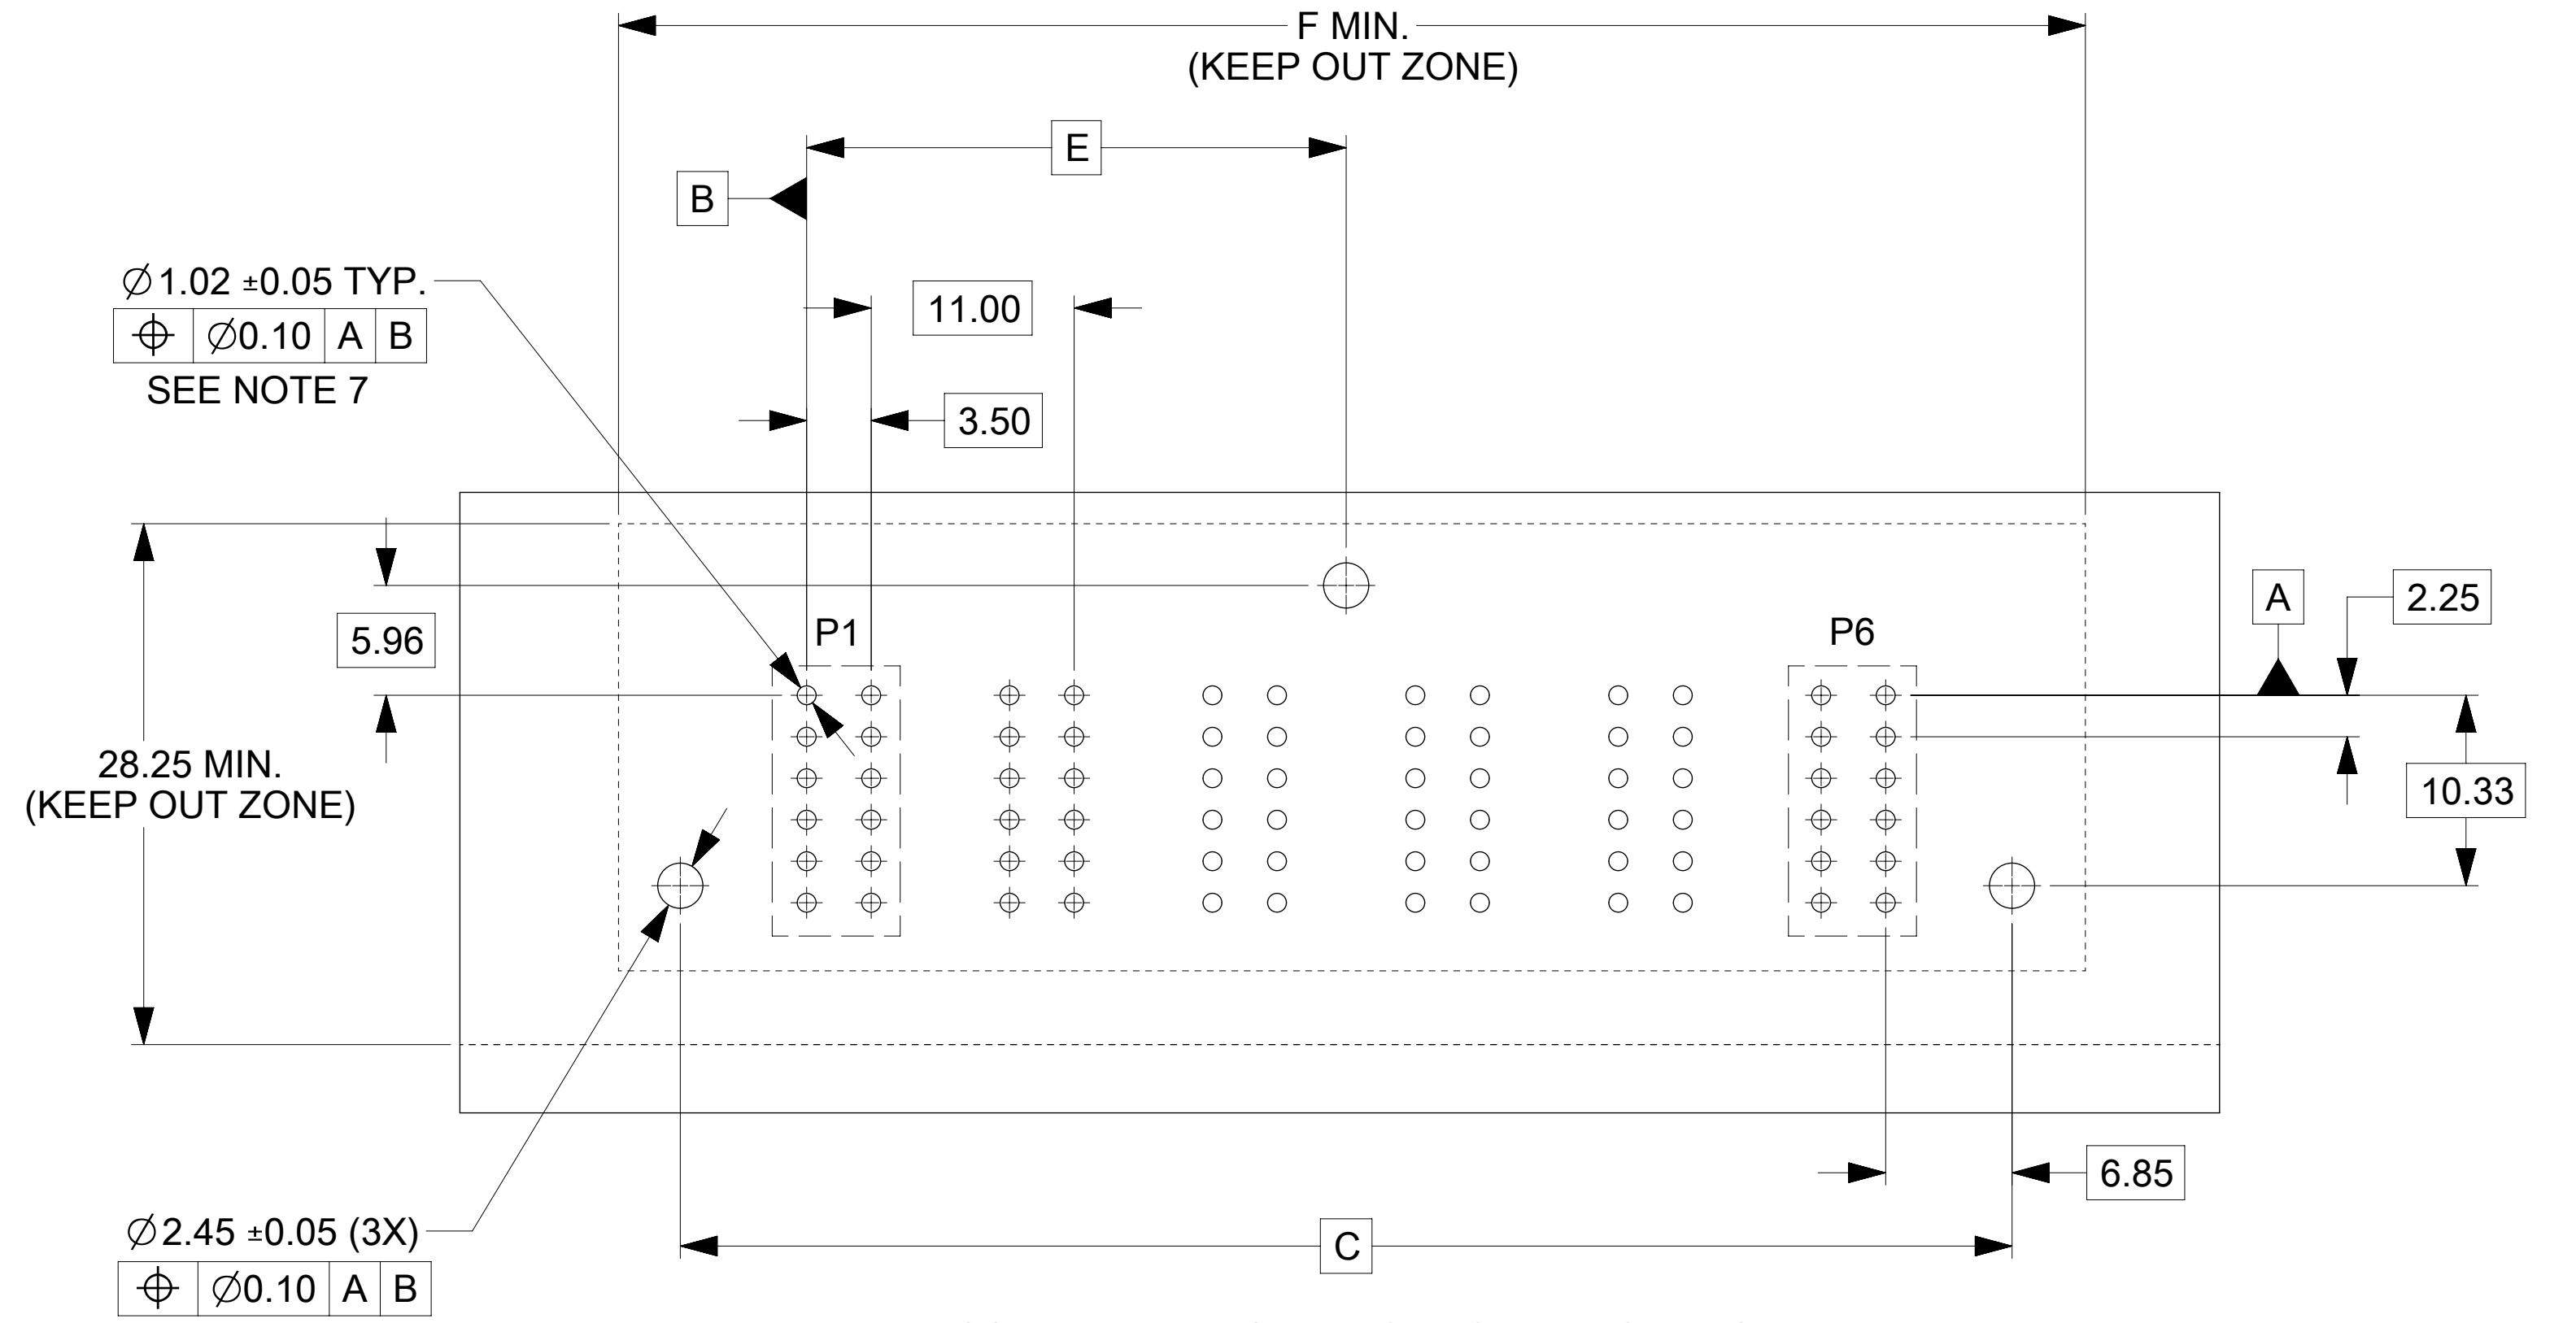 F MIN.
(KEEP OUT ZONE)
E
B
⌀1.02 ±0.05 TYP.
⌖ ⌀0.10 A B
SEE NOTE 7
11.00
3.50
A
2.25
5.96
P1
P6
28.25 MIN.
(KEEP OUT ZONE)
10.33
6.85
⌀2.45 ±0.05 (3X)
⌖ ⌀0.10 A B
C